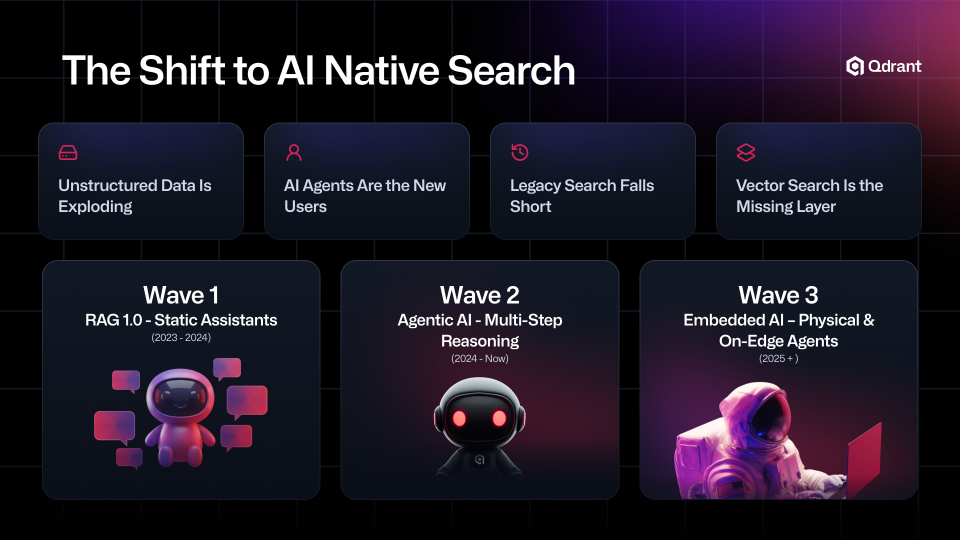 The Shift to AI Native Search
Qdrant
Unstructured Data Is
Exploding
AI Agents Are the New
Users
Legacy Search Falls
Short
Vector Search Is the
Missing Layer
Wave 1
RAG 1.0 - Static Assistants
(2023 - 2024)
Wave 2
Agentic AI - Multi-Step
Reasoning
(2024 - Now)
Wave 3
Embedded AI – Physical &
On-Edge Agents
(2025 + )